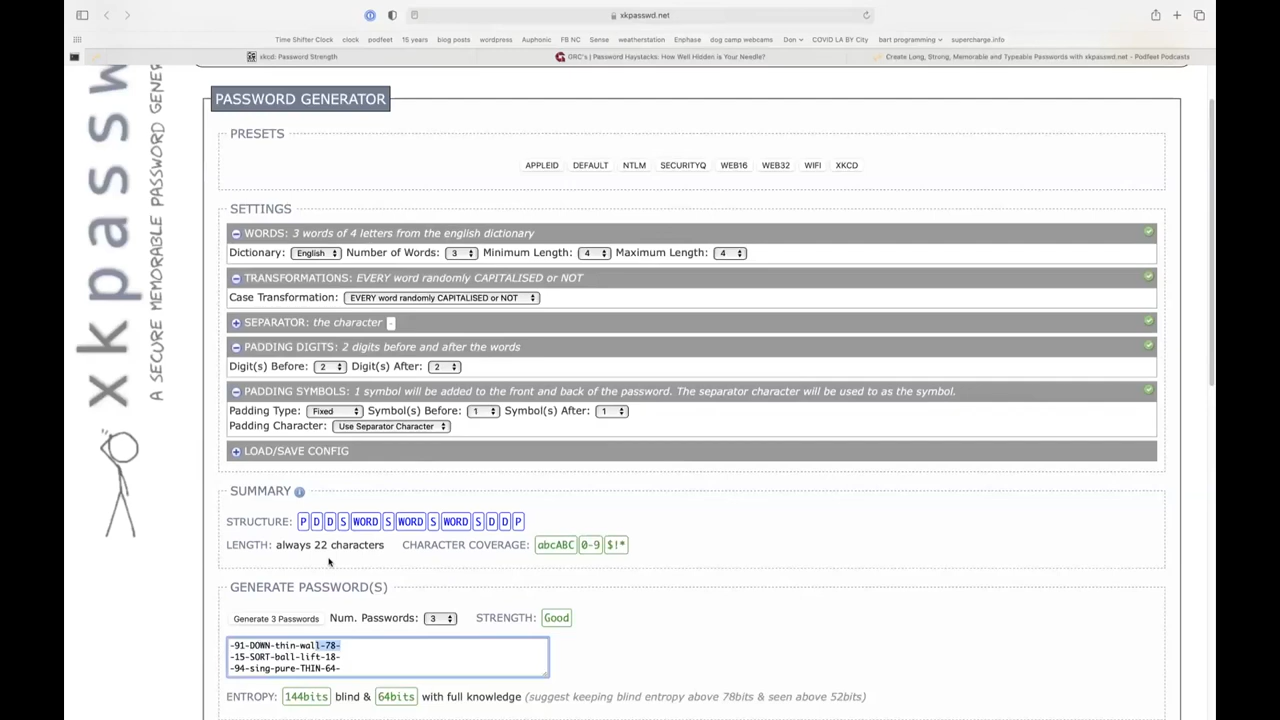 xkpasswd.net
Time Shifter Clock clock podfeet 15 years blog posts wordpress Auphonic FB NC Sense weatherstation Enphase dog camp webcams Don COVID LA BY City bart programming supercharge.info
xkcd: Password Strength GRC's | Password Haystacks: How Well Hidden is Your Needle? Create Long, Strong, Memorable and Typeable Passwords with xkpasswd.net - Podfeet Podcasts
xkpassw
A SECURE MEMORABLE PASSWORD GENER
PASSWORD GENERATOR
PRESETS
APPLEID DEFAULT NTLM SECURITYQ WEB16 WEB32 WIFI XKCD
SETTINGS
WORDS: 3 words of 4 letters from the english dictionary
Dictionary: English Number of Words: 3 Minimum Length: 4 Maximum Length: 4
TRANSFORMATIONS: EVERY word randomly CAPITALISED or NOT
Case Transformation: EVERY word randomly CAPITALISED or NOT
SEPARATOR: the character -
PADDING DIGITS: 2 digits before and after the words
Digit(s) Before: 2 Digit(s) After: 2
PADDING SYMBOLS: 1 symbol will be added to the front and back of the password. The separator character will be used to as the symbol.
Padding Type: Fixed Symbol(s) Before: 1 Symbol(s) After: 1
Padding Character: Use Separator Character
LOAD/SAVE CONFIG
SUMMARY i
STRUCTURE: P D D S WORD S WORD S WORD S D D P
LENGTH: always 22 characters CHARACTER COVERAGE: abcABC 0-9 $!*
GENERATE PASSWORD(S)
Generate 3 Passwords Num. Passwords: 3 STRENGTH: Good
-91-DOWN-thin-wall-78-
-15-SORT-ball-lift-18-
-94-sing-pure-THIN-64-
ENTROPY: 144bits blind & 64bits with full knowledge (suggest keeping blind entropy above 78bits & seen above 52bits)